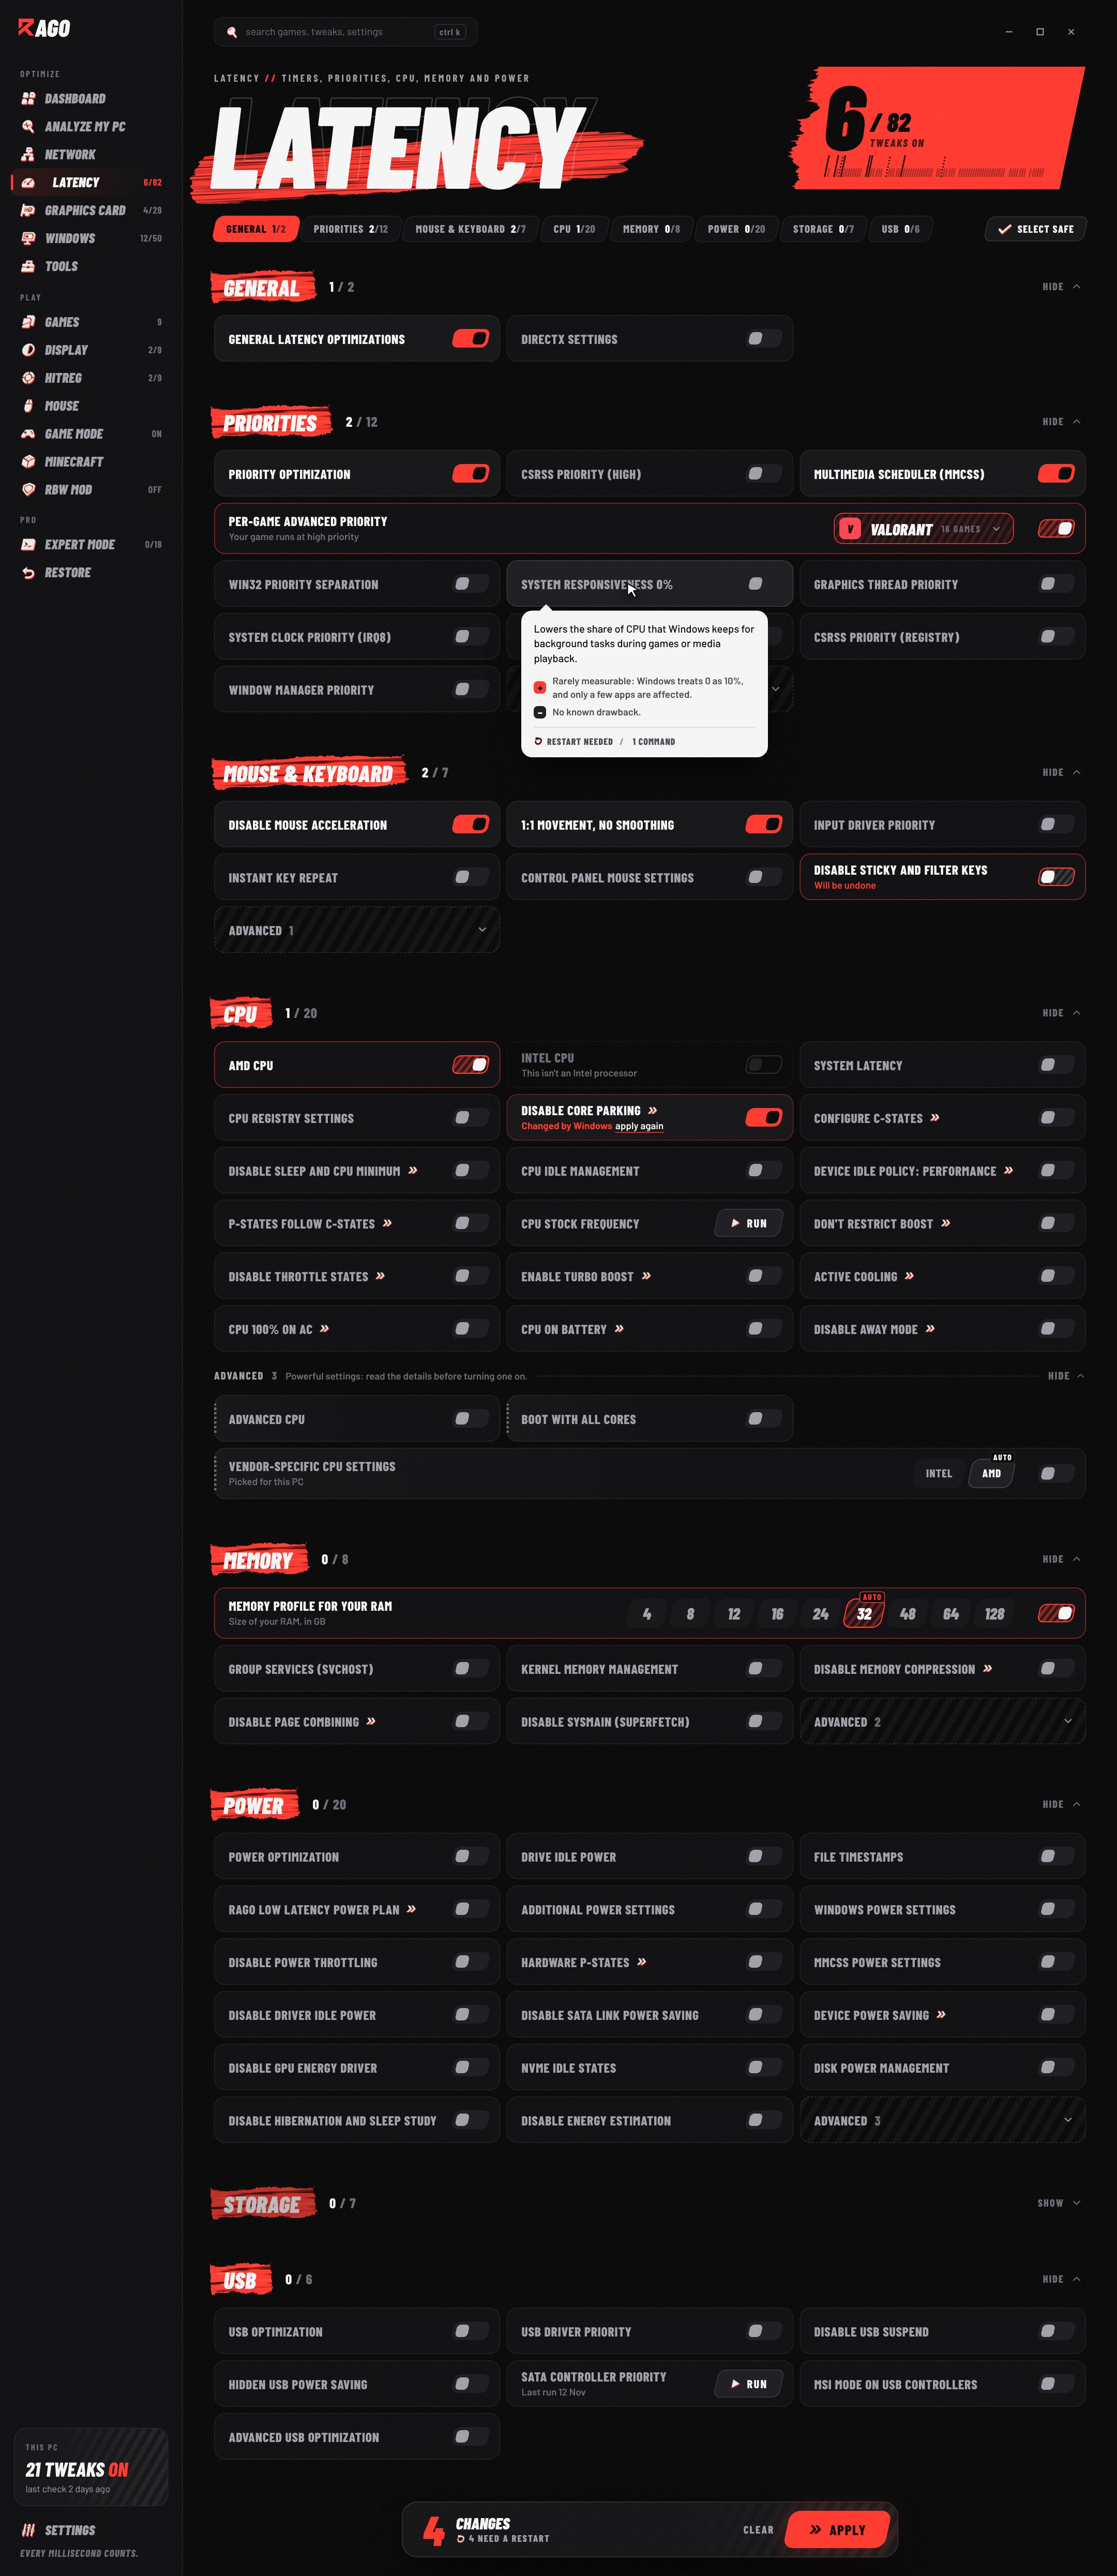 RAGO
search games, tweaks, settings
ctrl k
OPTIMIZE
DASHBOARD
ANALYZE MY PC
NETWORK
LATENCY 6/82
GRAPHICS CARD 4/29
WINDOWS 12/50
TOOLS
PLAY
GAMES 9
DISPLAY 2/9
HITREG 2/9
MOUSE
GAME MODE ON
MINECRAFT
RBW MOD OFF
PRO
EXPERT MODE 0/18
RESTORE
LATENCY // TIMERS, PRIORITIES, CPU, MEMORY AND POWER
LATENCY
6 / 82
TWEAKS ON
GENERAL 1/2
PRIORITIES 2/12
MOUSE & KEYBOARD 2/7
CPU 1/20
MEMORY 0/8
POWER 0/20
STORAGE 0/7
USB 0/6
SELECT SAFE
GENERAL 1 / 2
HIDE
GENERAL LATENCY OPTIMIZATIONS
DIRECTX SETTINGS
PRIORITIES 2 / 12
HIDE
PRIORITY OPTIMIZATION
CSRSS PRIORITY (HIGH)
MULTIMEDIA SCHEDULER (MMCSS)
PER-GAME ADVANCED PRIORITY
Your game runs at high priority
V VALORANT 16 GAMES
WIN32 PRIORITY SEPARATION
SYSTEM RESPONSIVENESS 0%
GRAPHICS THREAD PRIORITY
SYSTEM CLOCK PRIORITY (IRQ8)
CSRSS PRIORITY (REGISTRY)
WINDOW MANAGER PRIORITY
Lowers the share of CPU that Windows keeps for
background tasks during games or media
playback.
Rarely measurable: Windows treats 0 as 10%,
and only a few apps are affected.
No known drawback.
RESTART NEEDED / 1 COMMAND
MOUSE & KEYBOARD 2 / 7
HIDE
DISABLE MOUSE ACCELERATION
1:1 MOVEMENT, NO SMOOTHING
INPUT DRIVER PRIORITY
INSTANT KEY REPEAT
CONTROL PANEL MOUSE SETTINGS
DISABLE STICKY AND FILTER KEYS
Will be undone
ADVANCED 1
CPU 1 / 20
HIDE
AMD CPU
INTEL CPU
This isn't an Intel processor
SYSTEM LATENCY
CPU REGISTRY SETTINGS
DISABLE CORE PARKING
Changed by Windows apply again
CONFIGURE C-STATES
DISABLE SLEEP AND CPU MINIMUM
CPU IDLE MANAGEMENT
DEVICE IDLE POLICY: PERFORMANCE
P-STATES FOLLOW C-STATES
CPU STOCK FREQUENCY
RUN
DON'T RESTRICT BOOST
DISABLE THROTTLE STATES
ENABLE TURBO BOOST
ACTIVE COOLING
CPU 100% ON AC
CPU ON BATTERY
DISABLE AWAY MODE
ADVANCED 3 Powerful settings: read the details before turning one on.
HIDE
ADVANCED CPU
BOOT WITH ALL CORES
VENDOR-SPECIFIC CPU SETTINGS
Picked for this PC
INTEL
AMD
AUTO
MEMORY 0 / 8
HIDE
MEMORY PROFILE FOR YOUR RAM
Size of your RAM, in GB
AUTO
4 8 12 16 24 32 48 64 128
GROUP SERVICES (SVCHOST)
KERNEL MEMORY MANAGEMENT
DISABLE MEMORY COMPRESSION
DISABLE PAGE COMBINING
DISABLE SYSMAIN (SUPERFETCH)
ADVANCED 2
POWER 0 / 20
HIDE
POWER OPTIMIZATION
DRIVE IDLE POWER
FILE TIMESTAMPS
RAGO LOW LATENCY POWER PLAN
ADDITIONAL POWER SETTINGS
WINDOWS POWER SETTINGS
DISABLE POWER THROTTLING
HARDWARE P-STATES
MMCSS POWER SETTINGS
DISABLE DRIVER IDLE POWER
DISABLE SATA LINK POWER SAVING
DEVICE POWER SAVING
DISABLE GPU ENERGY DRIVER
NVME IDLE STATES
DISK POWER MANAGEMENT
DISABLE HIBERNATION AND SLEEP STUDY
DISABLE ENERGY ESTIMATION
ADVANCED 3
STORAGE 0 / 7
SHOW
USB 0 / 6
HIDE
USB OPTIMIZATION
USB DRIVER PRIORITY
DISABLE USB SUSPEND
HIDDEN USB POWER SAVING
SATA CONTROLLER PRIORITY
Last run 12 Nov
RUN
MSI MODE ON USB CONTROLLERS
ADVANCED USB OPTIMIZATION
THIS PC
21 TWEAKS ON
last check 2 days ago
SETTINGS
EVERY MILLISECOND COUNTS.
4 CHANGES
4 NEED A RESTART
CLEAR
APPLY